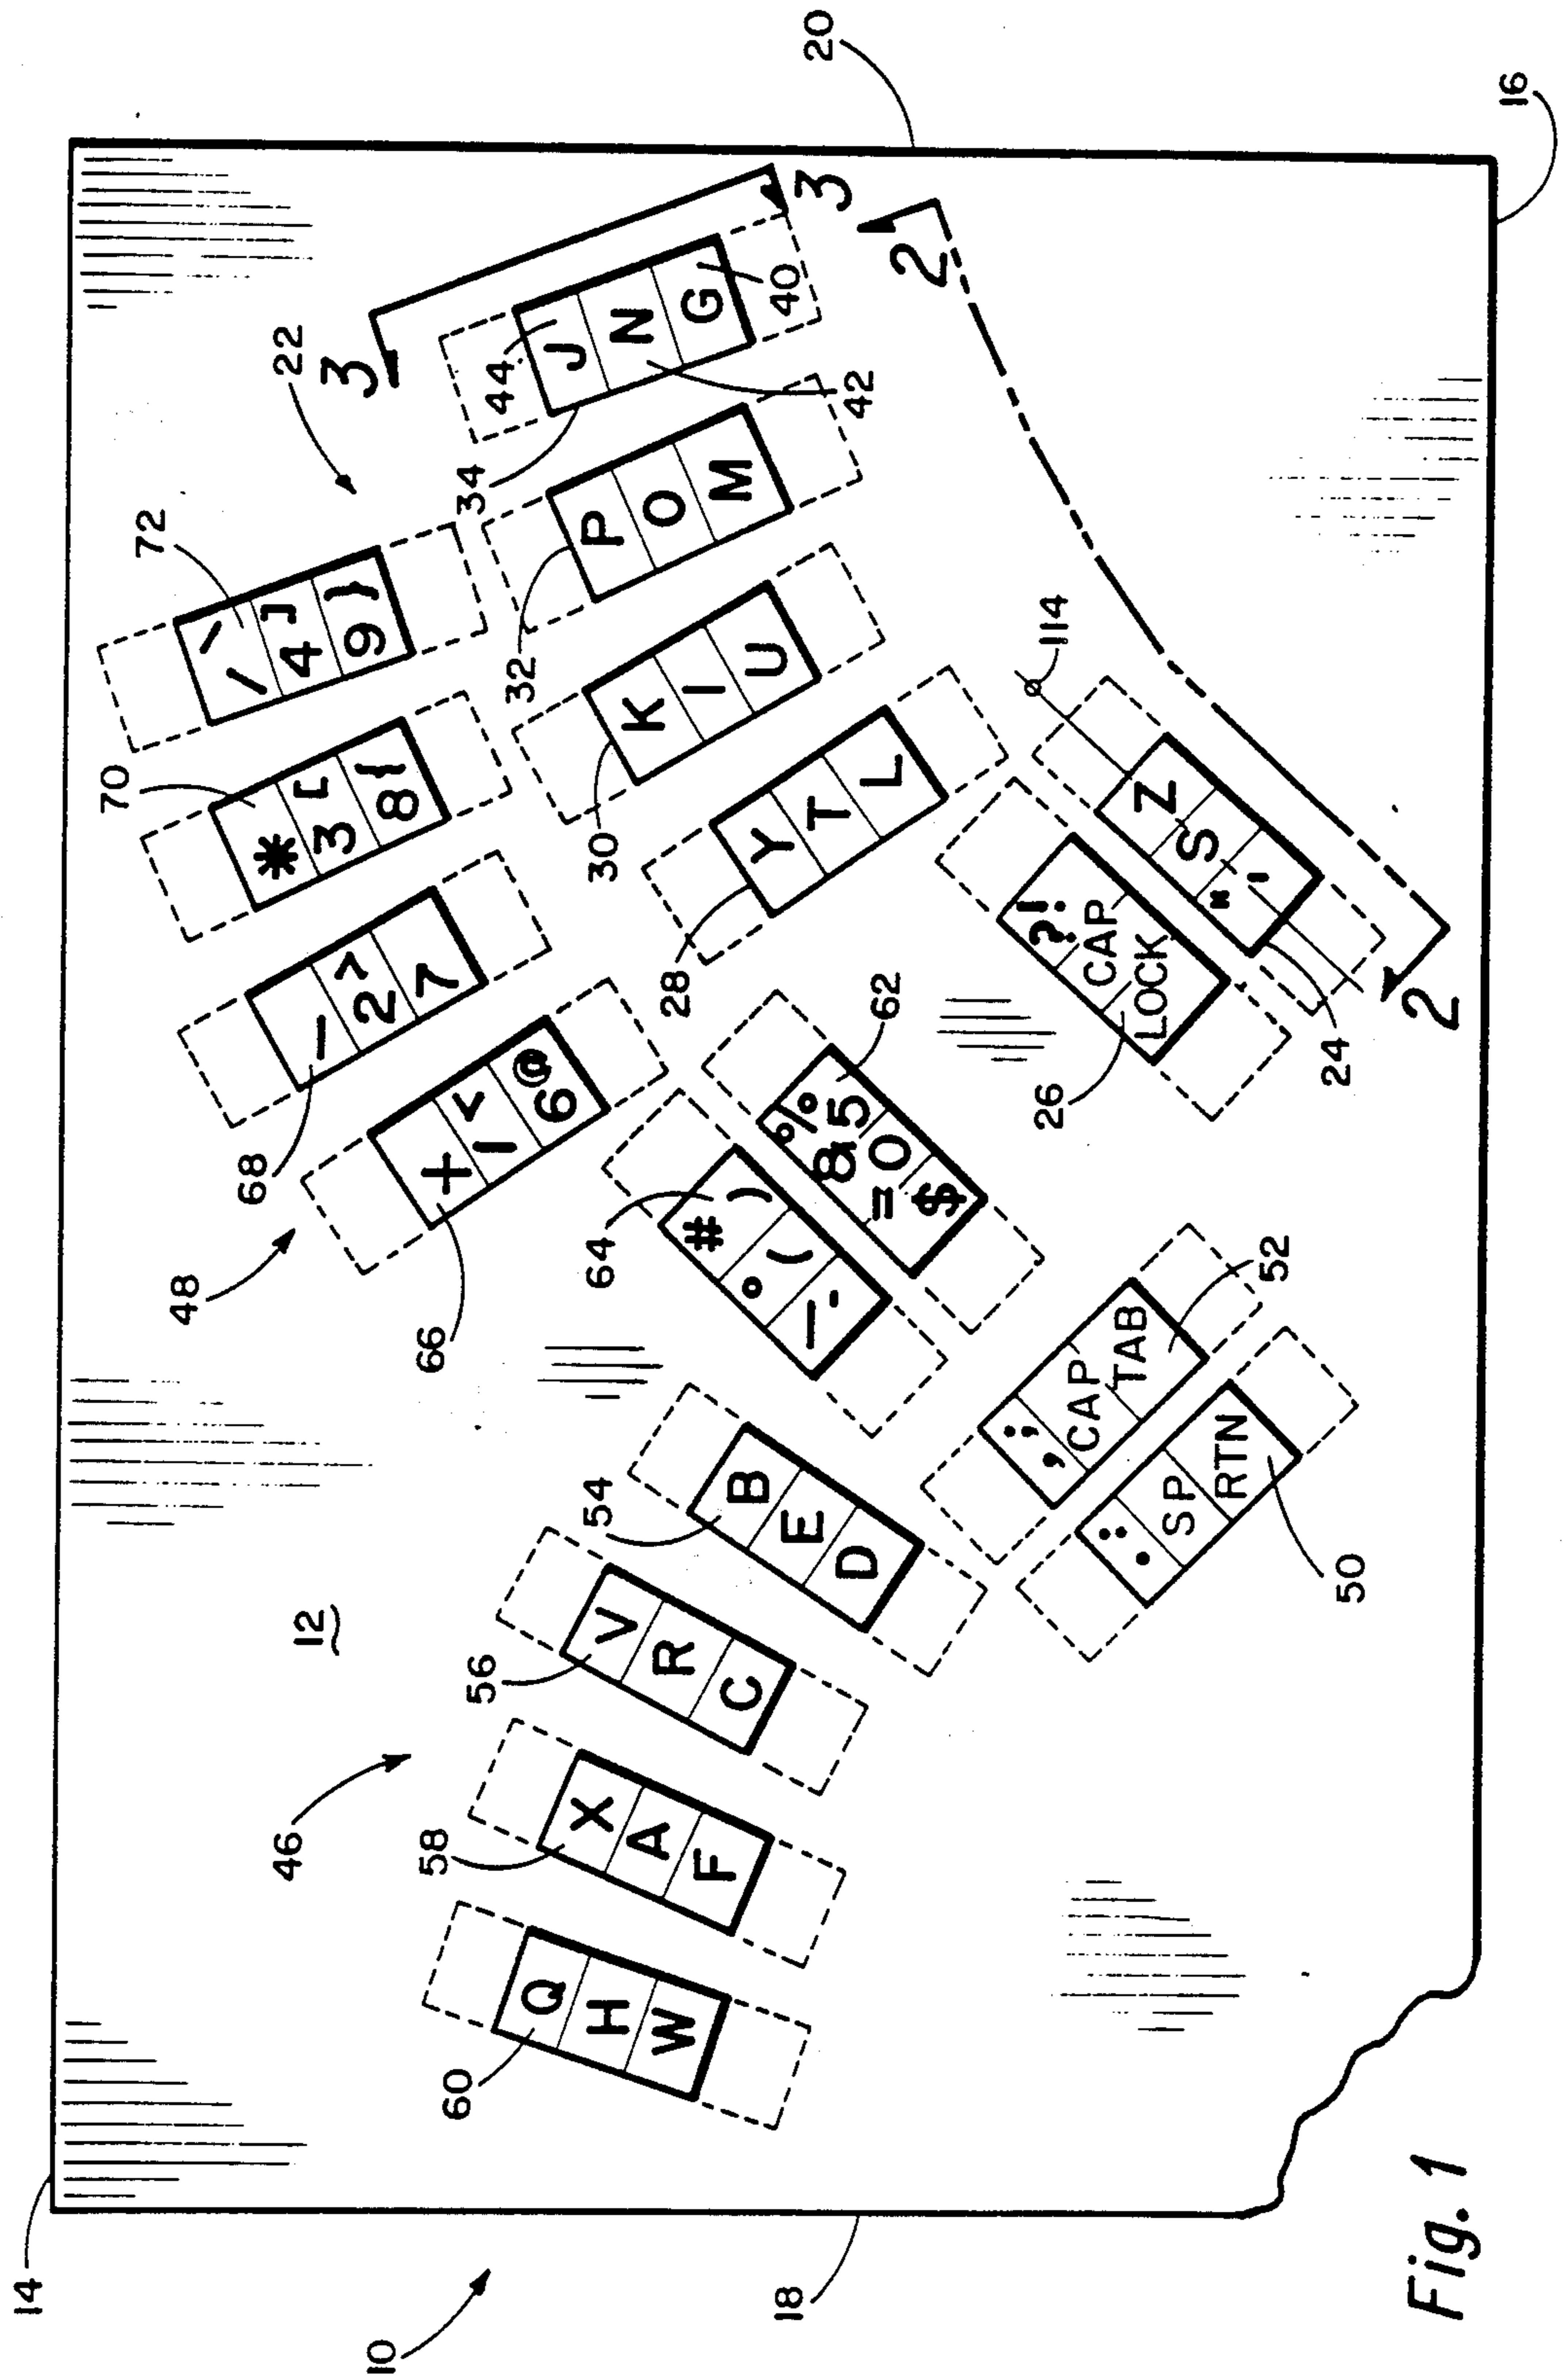 14
10
18
12
16
20
46
48
22
60
Q
H
W
58
X
A
F
56
V
R
C
54
B
E
D
66
+
1 <
6 @
68
—
2 >
7
70
*
3 [
8 {
72
/ \
4 ]
9 }
64
# )
° (
— -
62
& 5 %
= 0
$
28
Y
T
L
30
K
I
U
32
P
O
M
34
44
J
N
G
40
42
52
, ;
CAP
TAB
50
. :
SP
RTN
26
? !
CAP
LOCK
24
Z
S
" '
114
2
2
3
3
Fig. 1